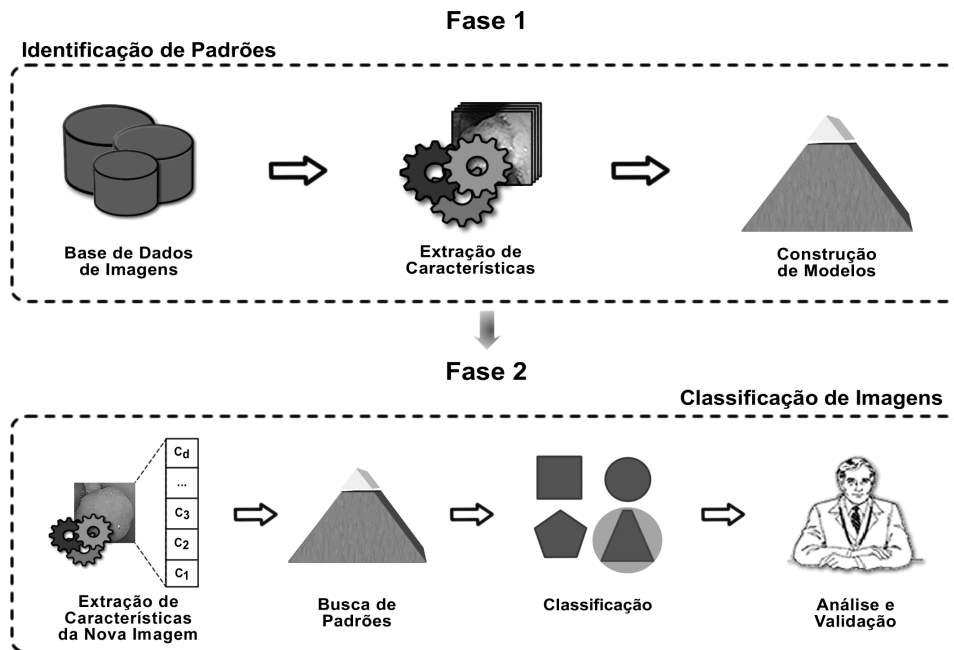 Fase 1
Identificação de Padrões
Base de Dados
de Imagens
Extração de
Características
Construção
de Modelos
Fase 2
Classificação de Imagens
Cd
...
C3
C2
C1
Extração de
Características
da Nova Imagem
Busca de
Padrões
Classificação
Análise e
Validação